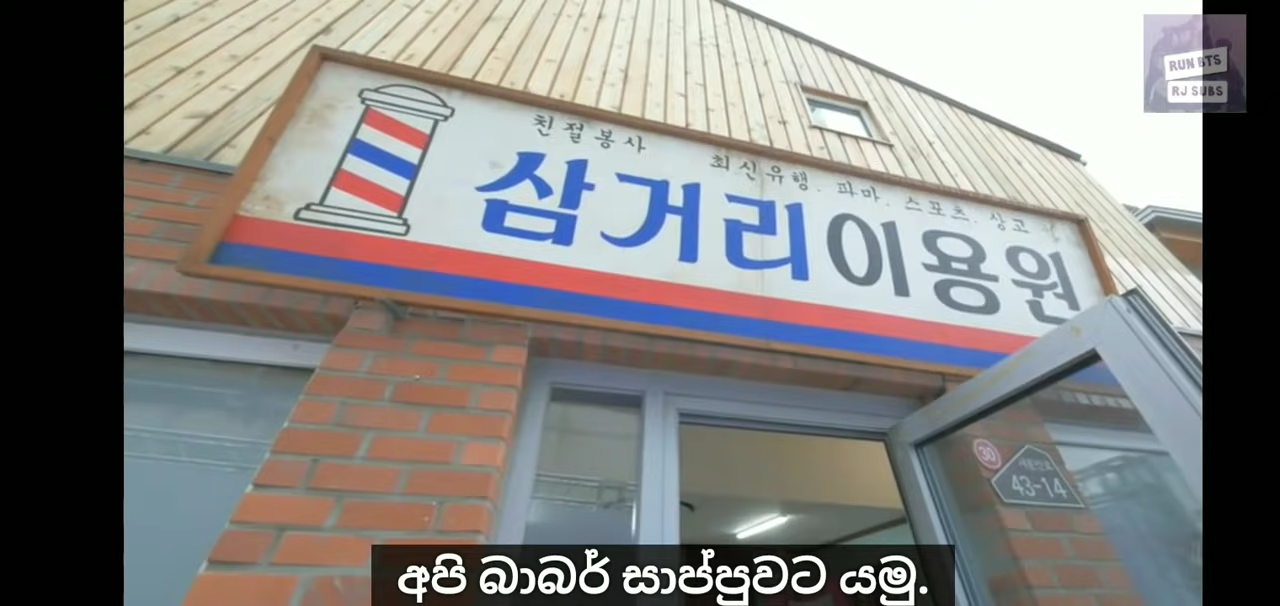 RUN BTS
RJ SUBS
친절봉사 최신유행. 파마. 스포츠. 상고
삼거리이용원
30
43-14
අපි බාබර් සාප්පුවට යමු.